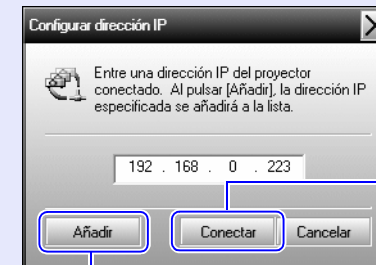 Configurar dirección IP
Entre una dirección IP del proyector
conectado. Al pulsar [Añadir], la dirección IP
especificada se añadirá a la lista.
192 . 168 . 0 . 223
Añadir Conectar Cancelar